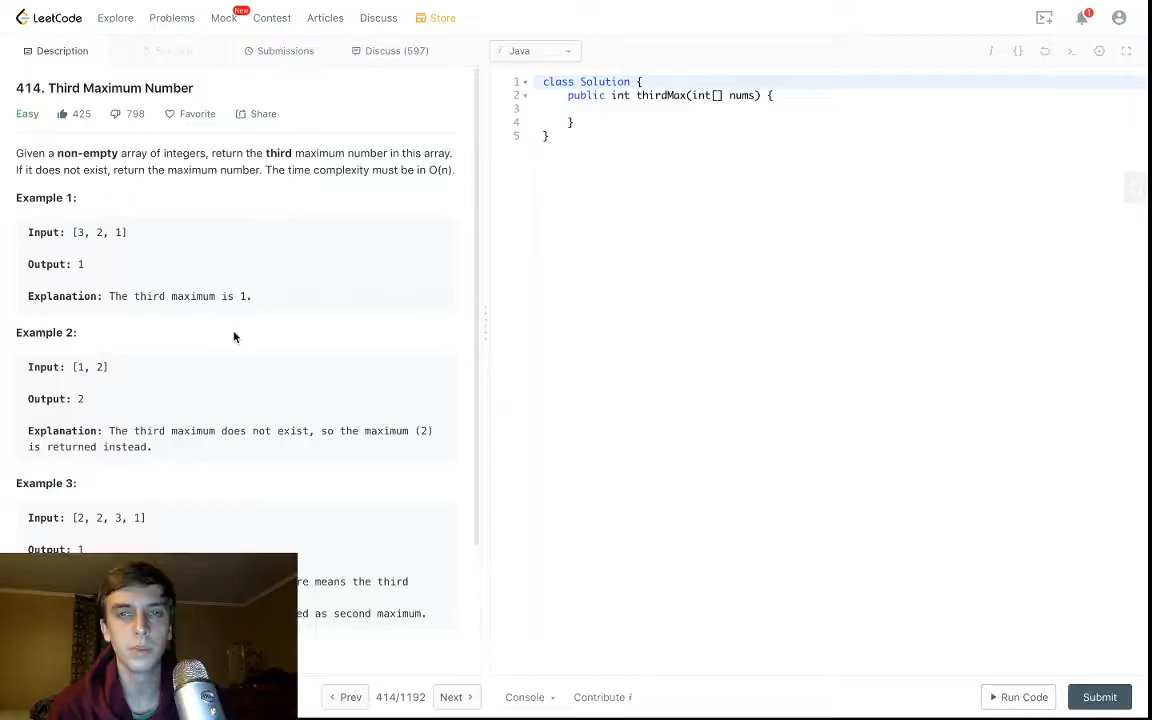 LeetCode Explore Problems Mock New Contest Articles Discuss Store 1
Description Submissions Discuss (597) i Java i {}
414. Third Maximum Number
Easy 425 798 Favorite Share
Given a non-empty array of integers, return the third maximum number in this array.
If it does not exist, return the maximum number. The time complexity must be in O(n).
Example 1:
Input: [3, 2, 1]
Output: 1
Explanation: The third maximum is 1.
Example 2:
Input: [1, 2]
Output: 2
Explanation: The third maximum does not exist, so the maximum (2)
is returned instead.
Example 3:
Input: [2, 2, 3, 1]
Output: 1
re means the third
ed as second maximum.
1 class Solution {
2 public int thirdMax(int[] nums) {
3
4 }
5 }
Prev 414/1192 Next Console Contribute i Run Code Submit